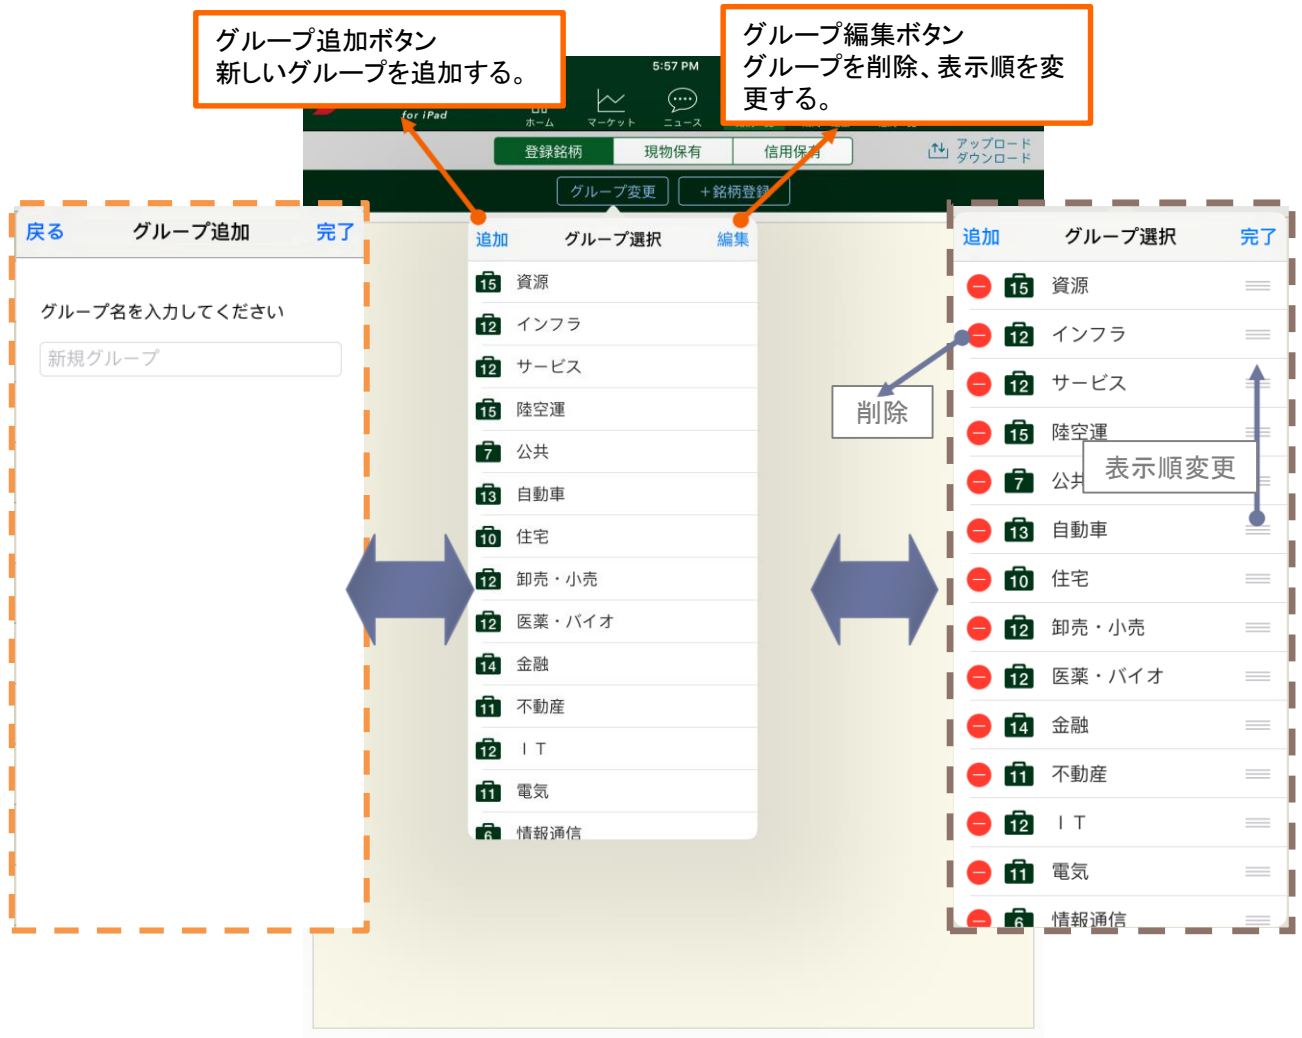 グループ追加ボタン
新しいグループを追加する。
グループ編集ボタン
グループを削除、表示順を変
更する。
5:57 PM
for iPad
ホーム
マーケット
ニュース
登録銘柄
現物保有
信用保有
アップロード
ダウンロード
グループ変更
+銘柄登録
戻る
グループ追加
完了
グループ名を入力してください
新規グループ
追加
グループ選択
編集
15 資源
12 インフラ
12 サービス
15 陸空運
7 公共
13 自動車
10 住宅
12 卸売・小売
12 医薬・バイオ
14 金融
11 不動産
12 IT
11 電気
6 情報通信
追加
グループ選択
完了
15 資源
12 インフラ
12 サービス
15 陸空運
7 公共
13 自動車
10 住宅
12 卸売・小売
12 医薬・バイオ
14 金融
11 不動産
12 IT
11 電気
6 情報通信
削除
表示順変更